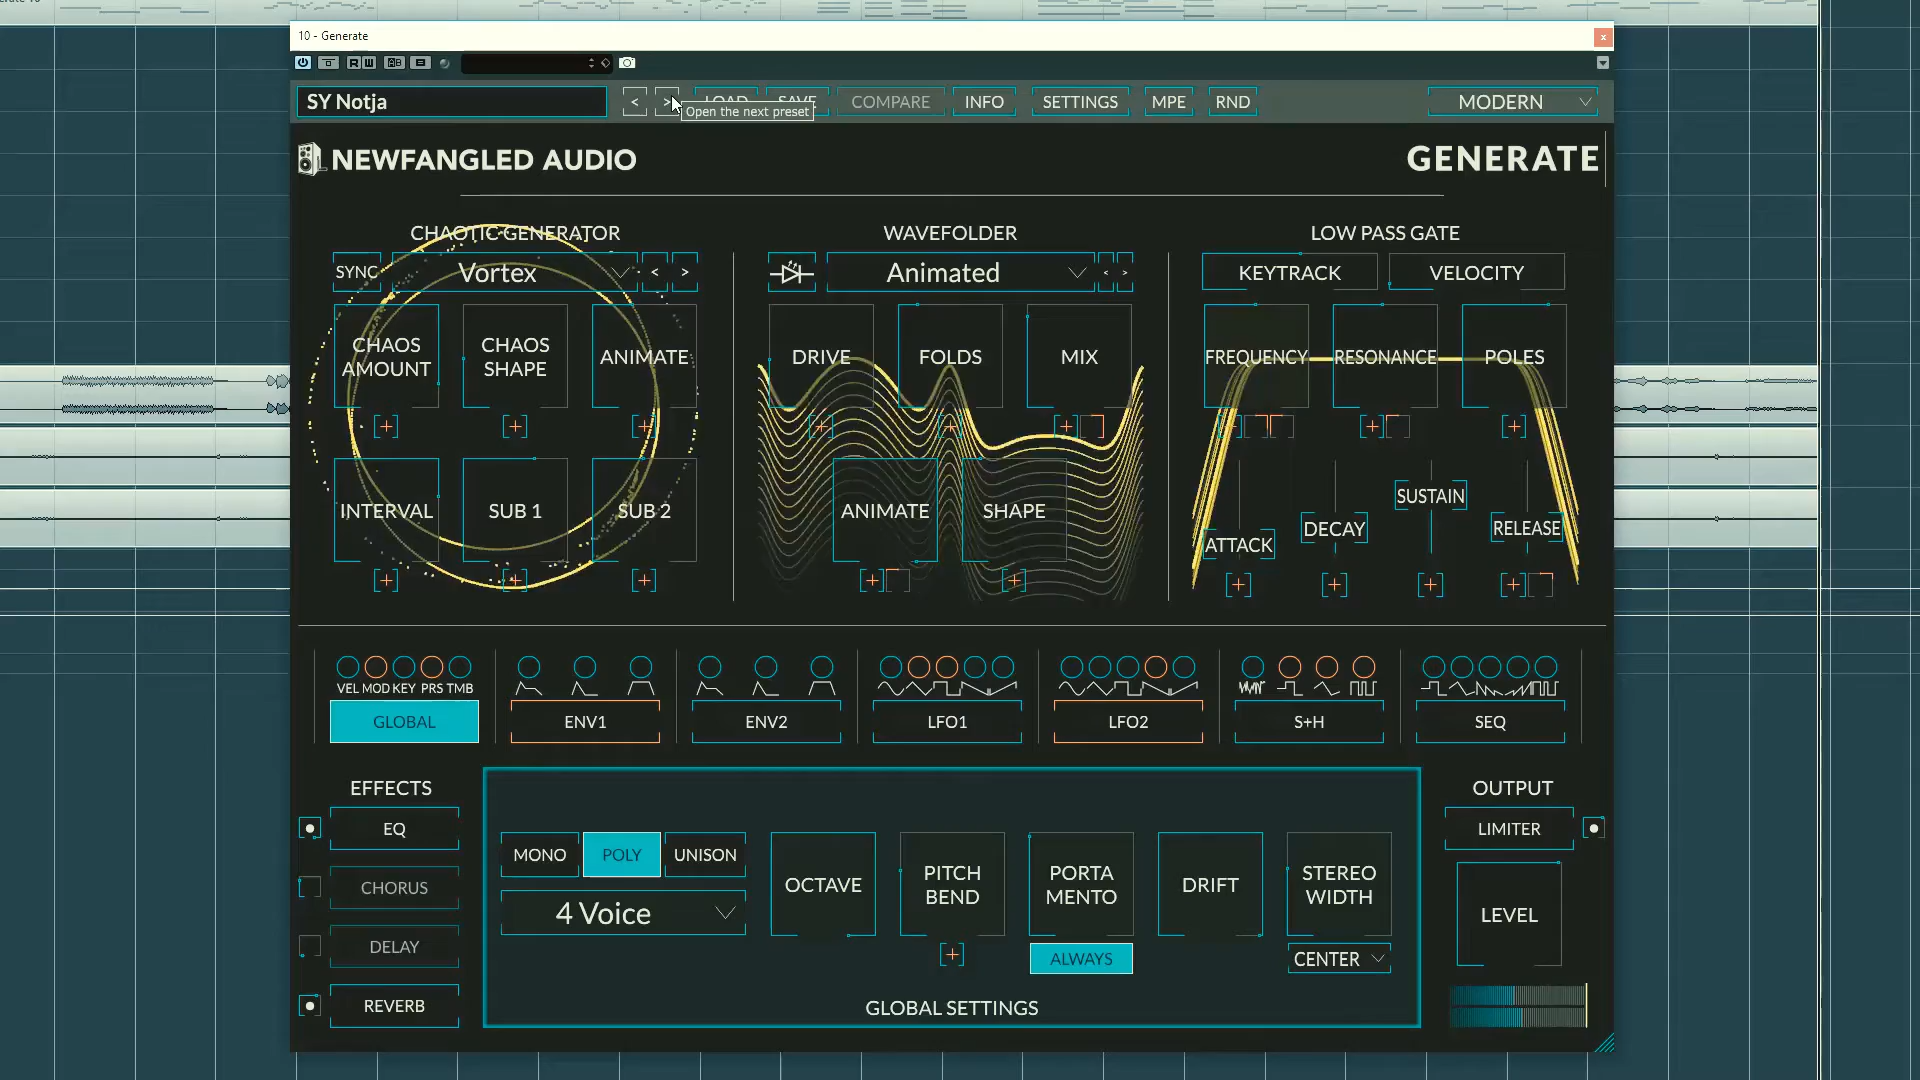 10 - Generate
R W AB
SY Notja < > LOAD SAVE COMPARE INFO SETTINGS MPE RND MODERN
Open the next preset
NEWFANGLED AUDIO GENERATE
CHAOTIC GENERATOR WAVEFOLDER LOW PASS GATE
SYNC Vortex < > Animated < > KEYTRACK VELOCITY
CHAOS AMOUNT CHAOS SHAPE ANIMATE DRIVE FOLDS MIX FREQUENCY RESONANCE POLES
INTERVAL SUB 1 SUB 2 ANIMATE SHAPE ATTACK DECAY SUSTAIN RELEASE
VEL MOD KEY PRS TMB
GLOBAL ENV1 ENV2 LFO1 LFO2 S+H SEQ
EFFECTS
EQ
CHORUS
DELAY
REVERB
MONO POLY UNISON
4 Voice
OCTAVE
PITCH BEND
PORTA MENTO
ALWAYS
DRIFT
STEREO WIDTH
CENTER
GLOBAL SETTINGS
OUTPUT
LIMITER
LEVEL